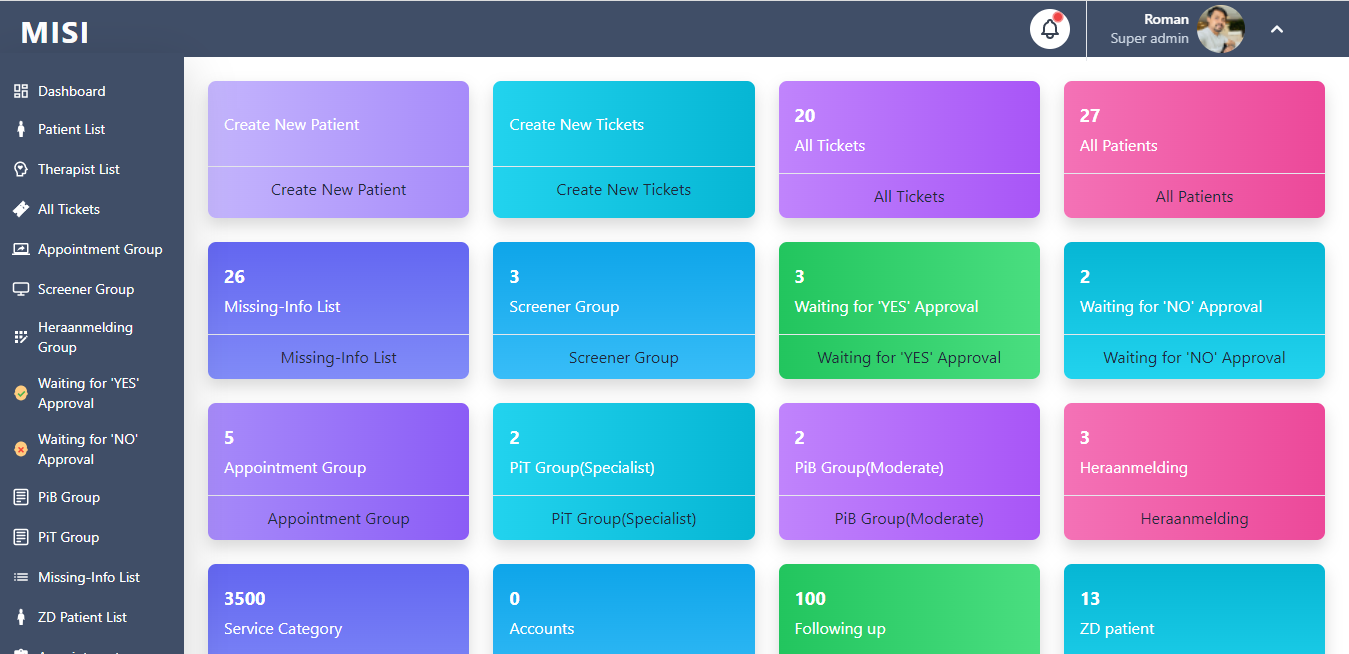 MISI
Roman
Super admin
Dashboard
Patient List
Therapist List
All Tickets
Appointment Group
Screener Group
Heraanmelding
Group
Waiting for 'YES'
Approval
Waiting for 'NO'
Approval
PiB Group
PiT Group
Missing-Info List
ZD Patient List
Create New Patient
Create New Patient
Create New Tickets
Create New Tickets
20
All Tickets
All Tickets
27
All Patients
All Patients
26
Missing-Info List
Missing-Info List
3
Screener Group
Screener Group
3
Waiting for 'YES' Approval
Waiting for 'YES' Approval
2
Waiting for 'NO' Approval
Waiting for 'NO' Approval
5
Appointment Group
Appointment Group
2
PiT Group(Specialist)
PiT Group(Specialist)
2
PiB Group(Moderate)
PiB Group(Moderate)
3
Heraanmelding
Heraanmelding
3500
Service Category
0
Accounts
100
Following up
13
ZD patient